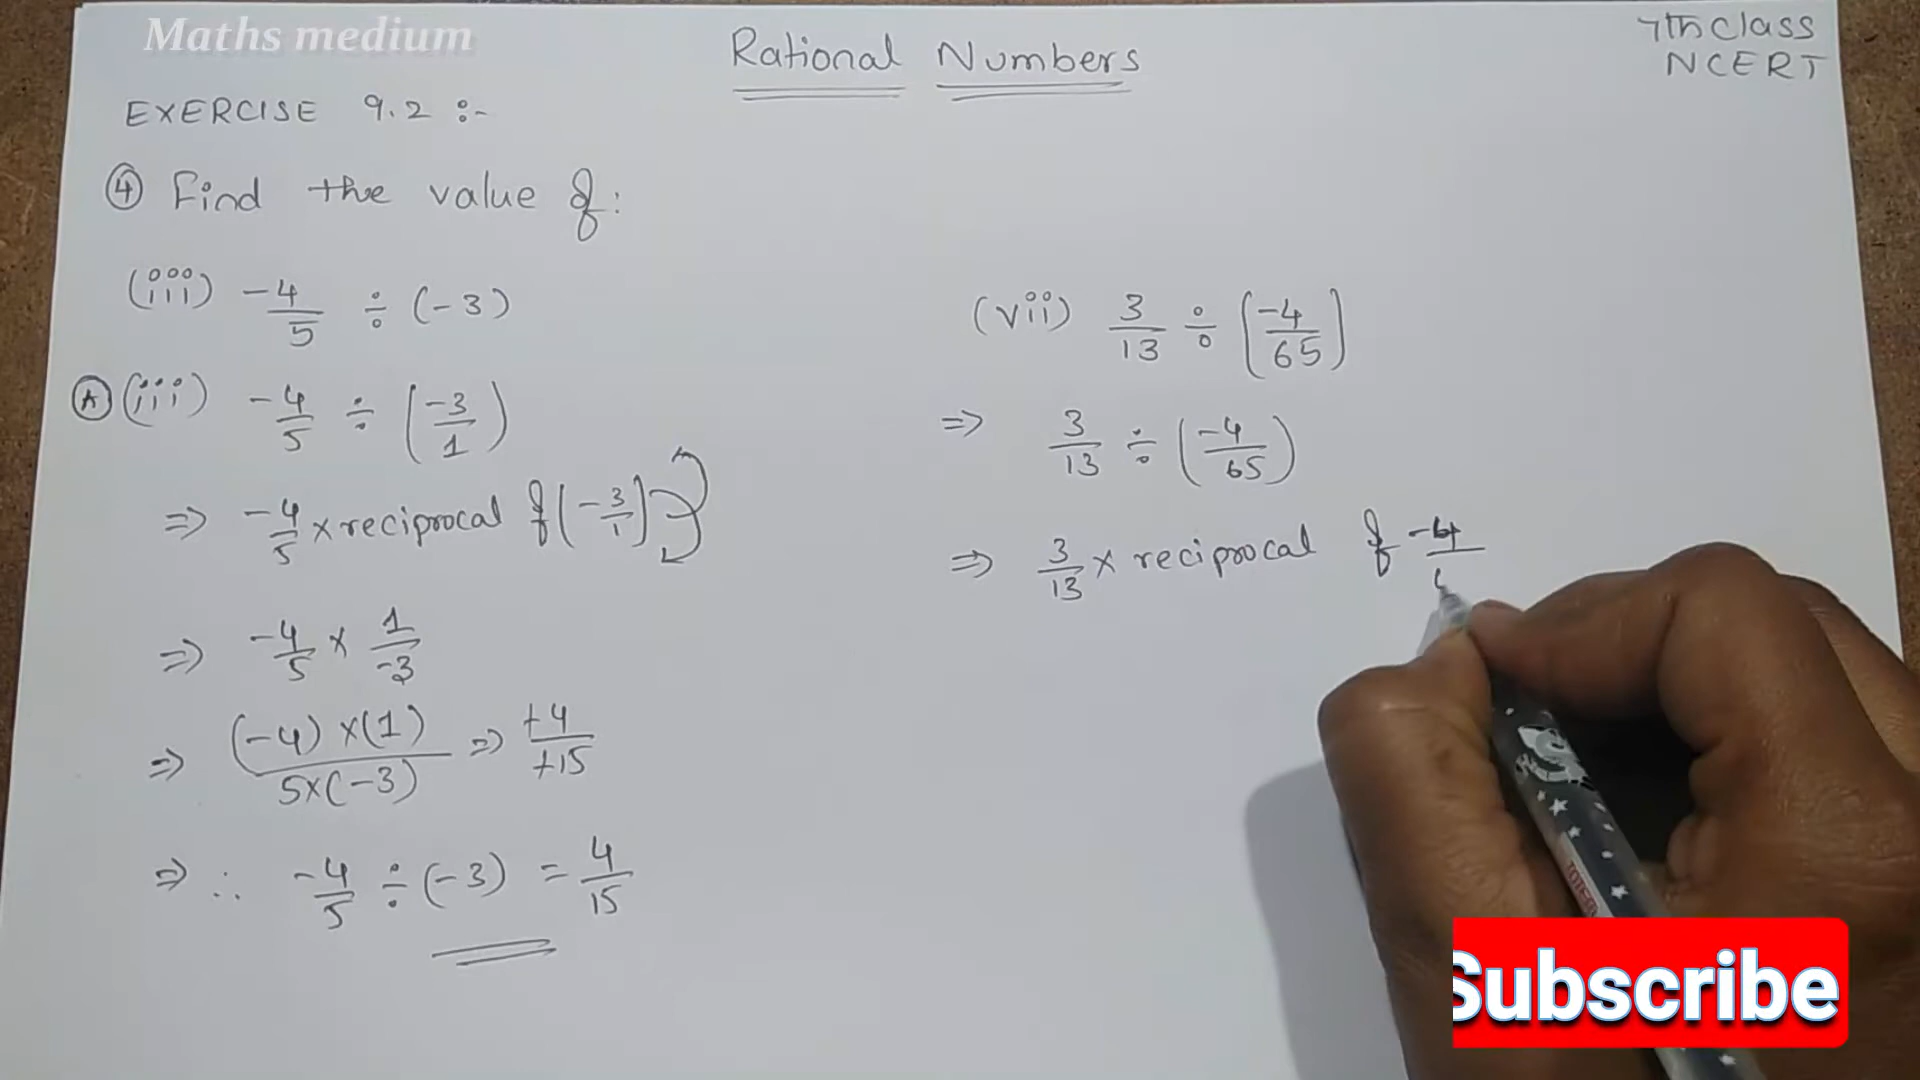 Maths medium
Rational Numbers
7th class
NCERT
EXERCISE 9.2 :-
④ Find the value of:
(iii) -4/5 ÷ (-3)
Ⓐ (iii) -4/5 ÷ (-3/1)
⇒ -4/5 × reciprocal of (-3/1)
⇒ -4/5 × 1/-3
⇒ (-4) × (1) / 5×(-3) ⇒ +4/+15
⇒ ∴ -4/5 ÷ (-3) = 4/15
(vii) 3/13 ÷ (-4/65)
⇒ 3/13 ÷ (-4/65)
⇒ 3/13 × reciprocal of -4/
TOTEM
Subscribe